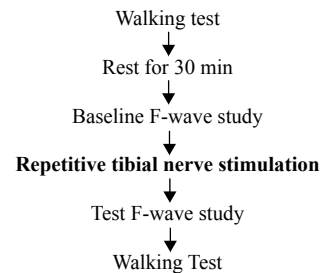 Walking test
Rest for 30 min
Baseline F-wave study
Repetitive tibial nerve stimulation
Test F-wave study
Walking Test